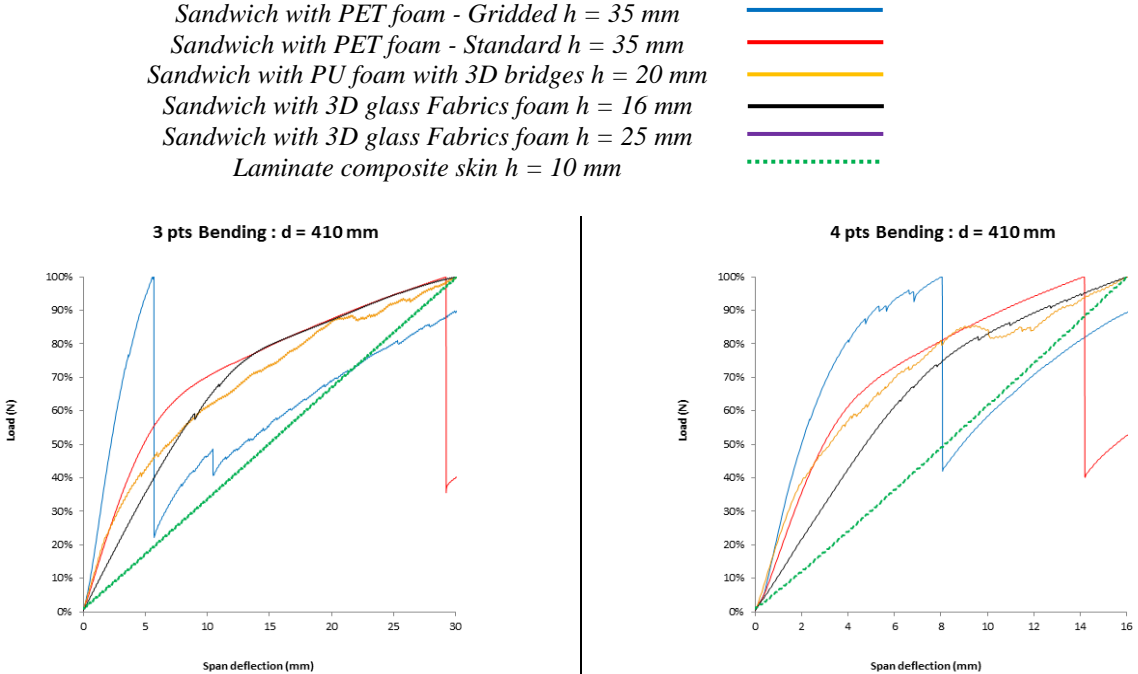 Sandwich with PET foam - Gridded h = 35 mm
Sandwich with PET foam - Standard h = 35 mm
Sandwich with PU foam with 3D bridges h = 20 mm
Sandwich with 3D glass Fabrics foam h = 16 mm
Sandwich with 3D glass Fabrics foam h = 25 mm
Laminate composite skin h = 10 mm
3 pts Bending : d = 410 mm
100%
90%
80%
70%
60%
50%
40%
30%
20%
10%
0%
Load (N)
0 5 10 15 20 25 30
Span deflection (mm)
4 pts Bending : d = 410 mm
100%
90%
80%
70%
60%
50%
40%
30%
20%
10%
0%
Load (N)
0 2 4 6 8 10 12 14 16
Span deflection (mm)